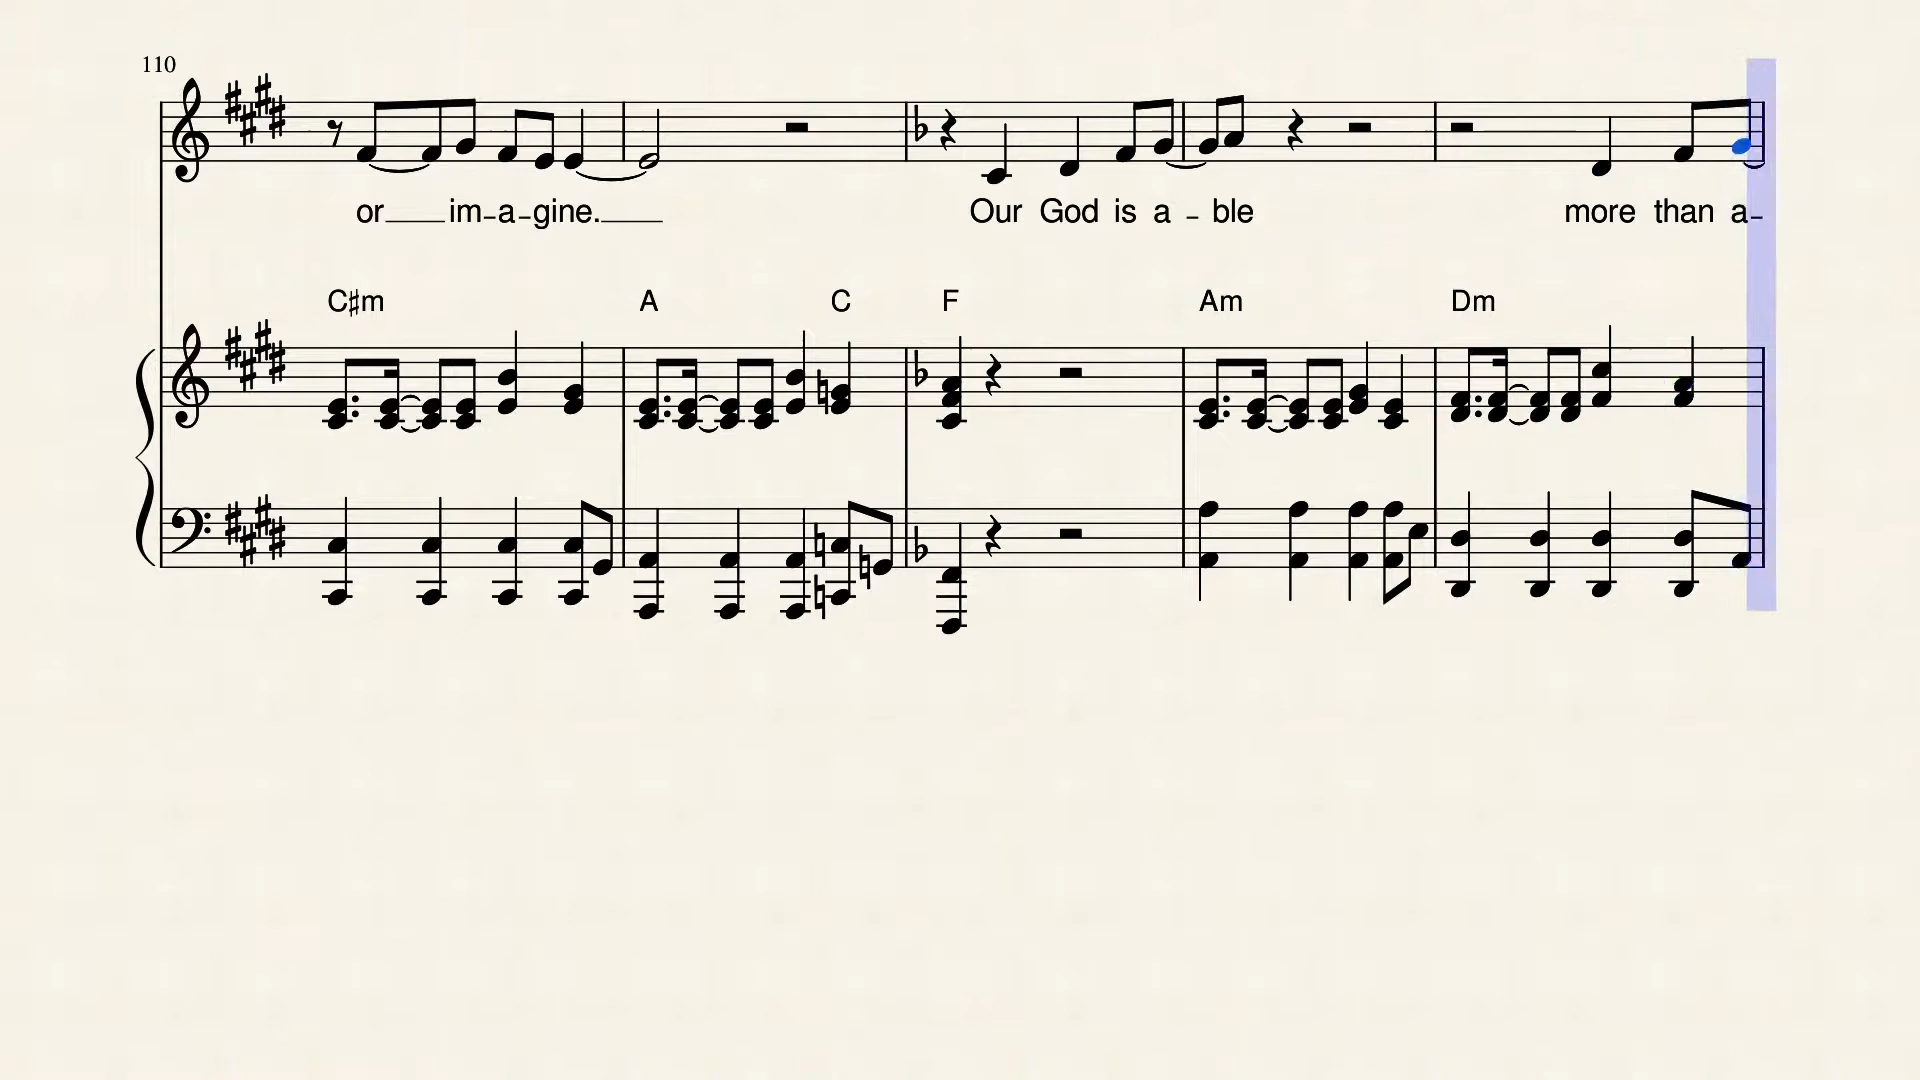 110
or im-a-gine. Our God is a - ble more than a-
C♯m A C F Am Dm